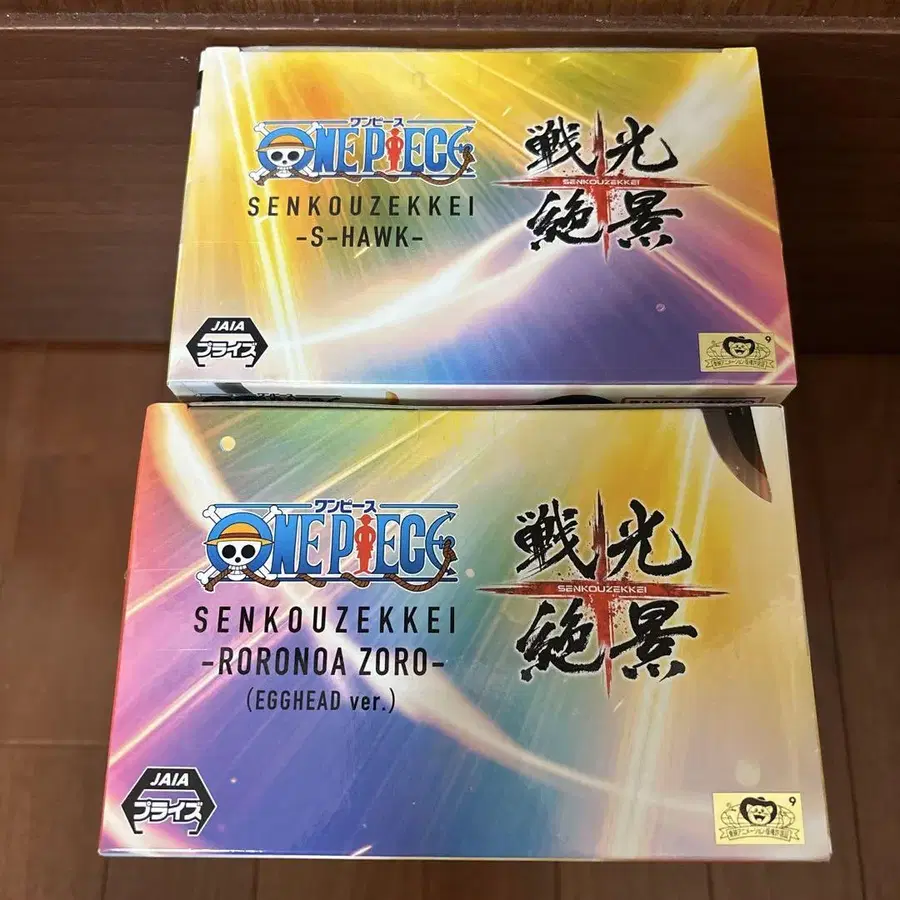 ワンピース
ONE PIECE
SENKOUZEKKEI
-S-HAWK-
戦光
SENKOUZEKKEI
絶景
JAIA
プライズ
9
ワンピース
ONE PIECE
SENKOUZEKKEI
-RORONOA ZORO-
(EGGHEAD ver.)
戦光
SENKOUZEKKEI
絶景
JAIA
プライズ
9